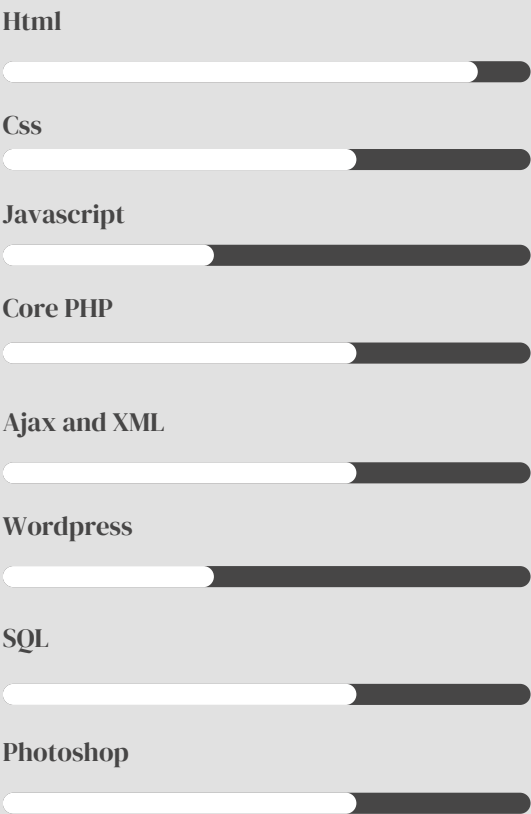 Html
Css
Javascript
Core PHP
Ajax and XML
Wordpress
SQL
Photoshop